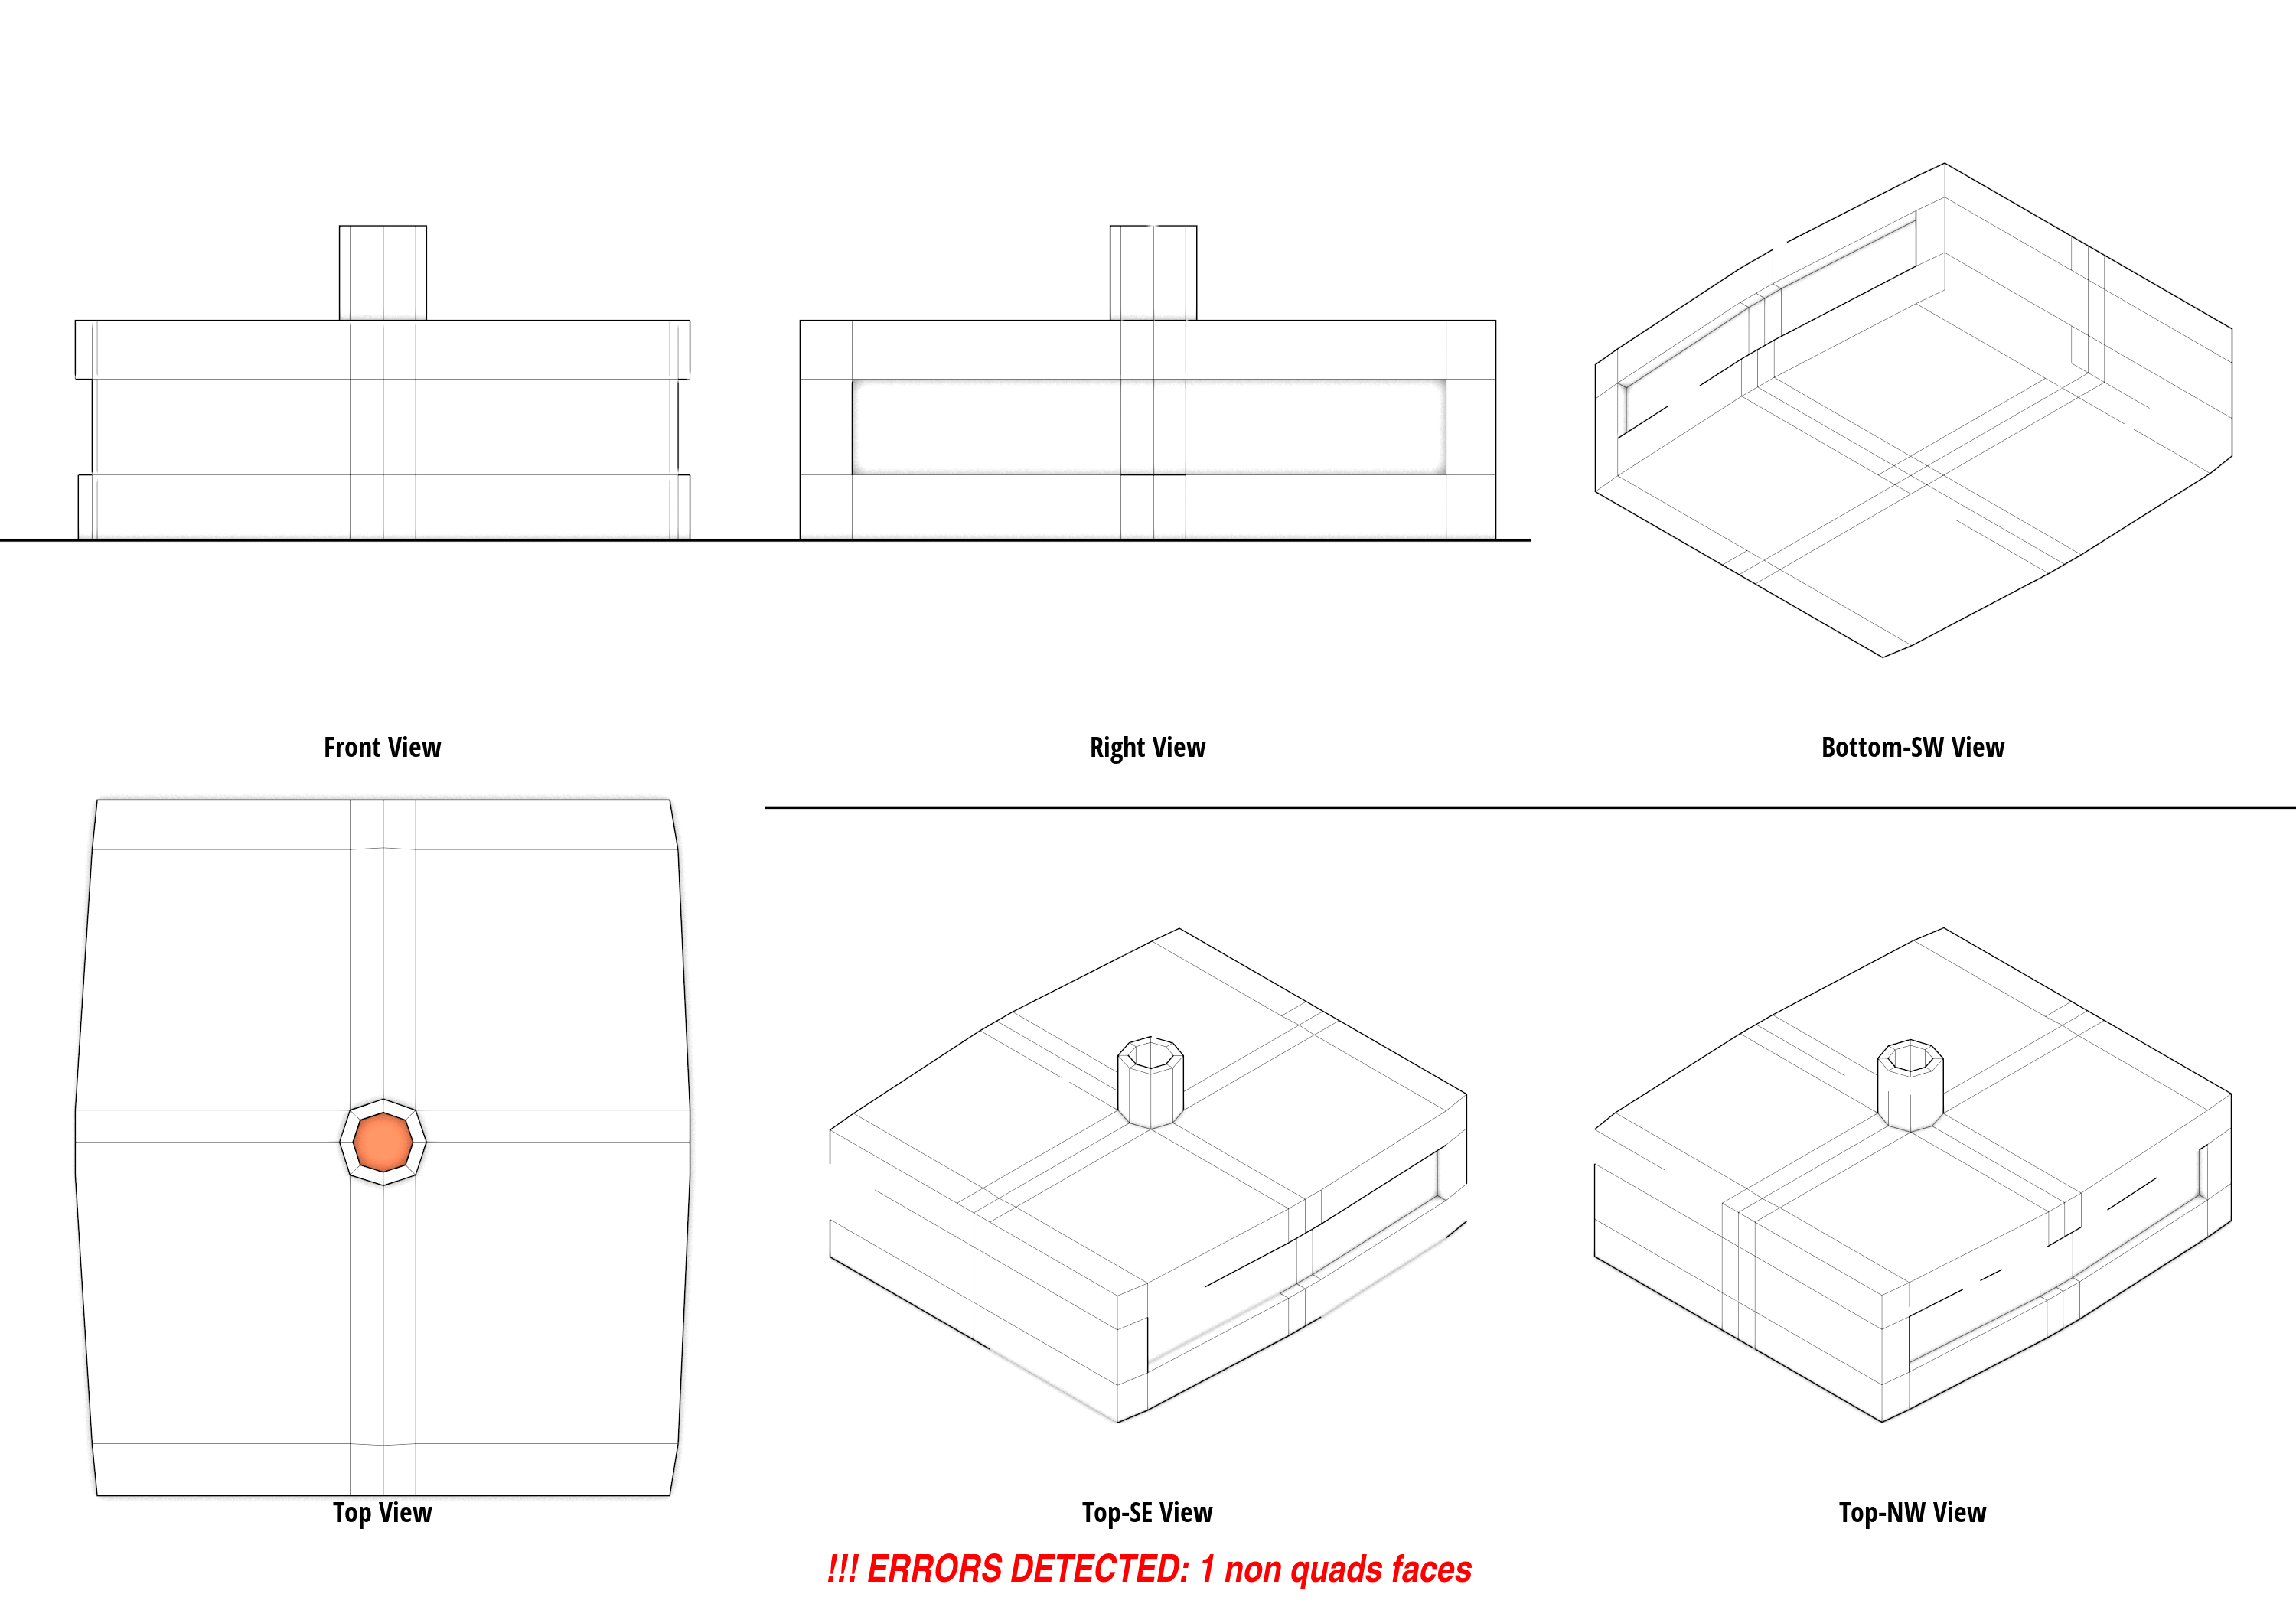 Front View
Right View
Bottom-SW View
Top View
Top-SE View
Top-NW View
!!! ERRORS DETECTED: 1 non quads faces